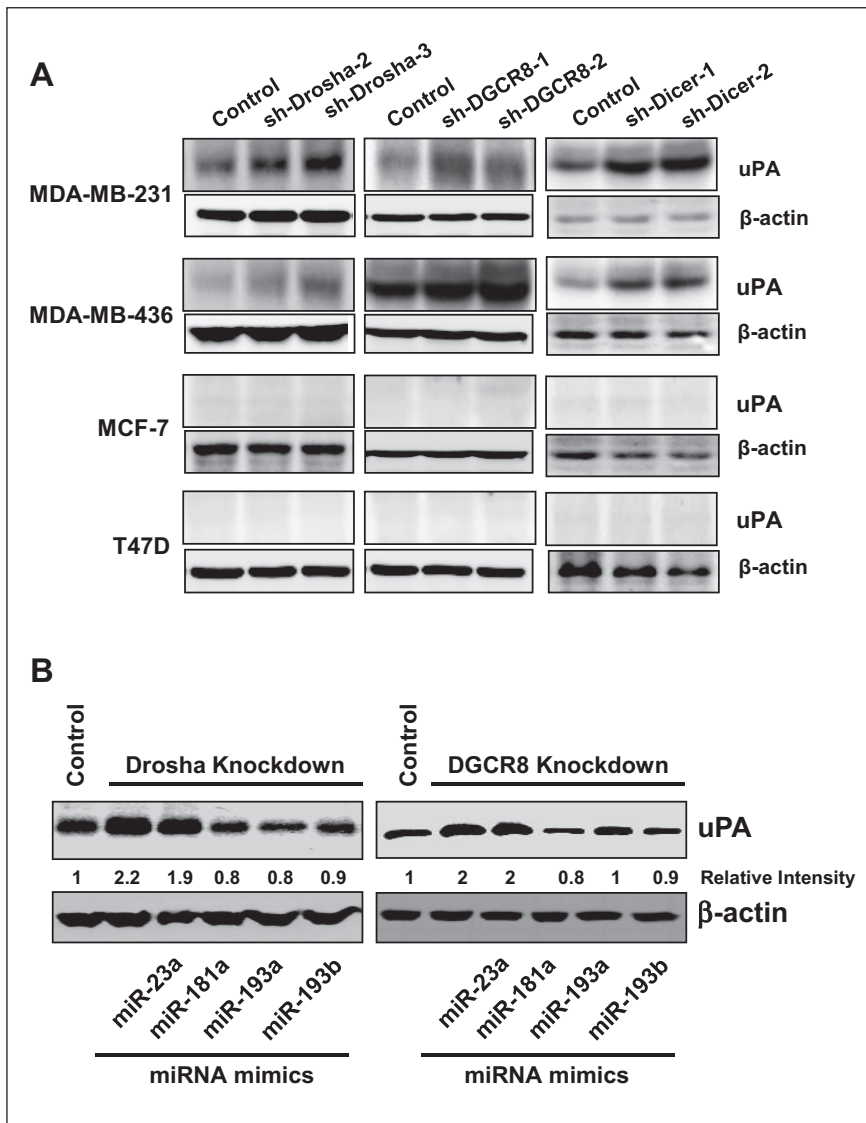 A
Control sh-Drosha-2 sh-Drosha-3 Control sh-DGCR8-1 sh-DGCR8-2 Control sh-Dicer-1 sh-Dicer-2
MDA-MB-231
uPA
β-actin
MDA-MB-436
uPA
β-actin
MCF-7
uPA
β-actin
T47D
uPA
β-actin
B
Control Drosha Knockdown Control DGCR8 Knockdown
uPA
1 2.2 1.9 0.8 0.8 0.9 1 2 2 0.8 1 0.9 Relative Intensity
β-actin
miR-23a miR-181a miR-193a miR-193b miR-23a miR-181a miR-193a miR-193b
miRNA mimics miRNA mimics